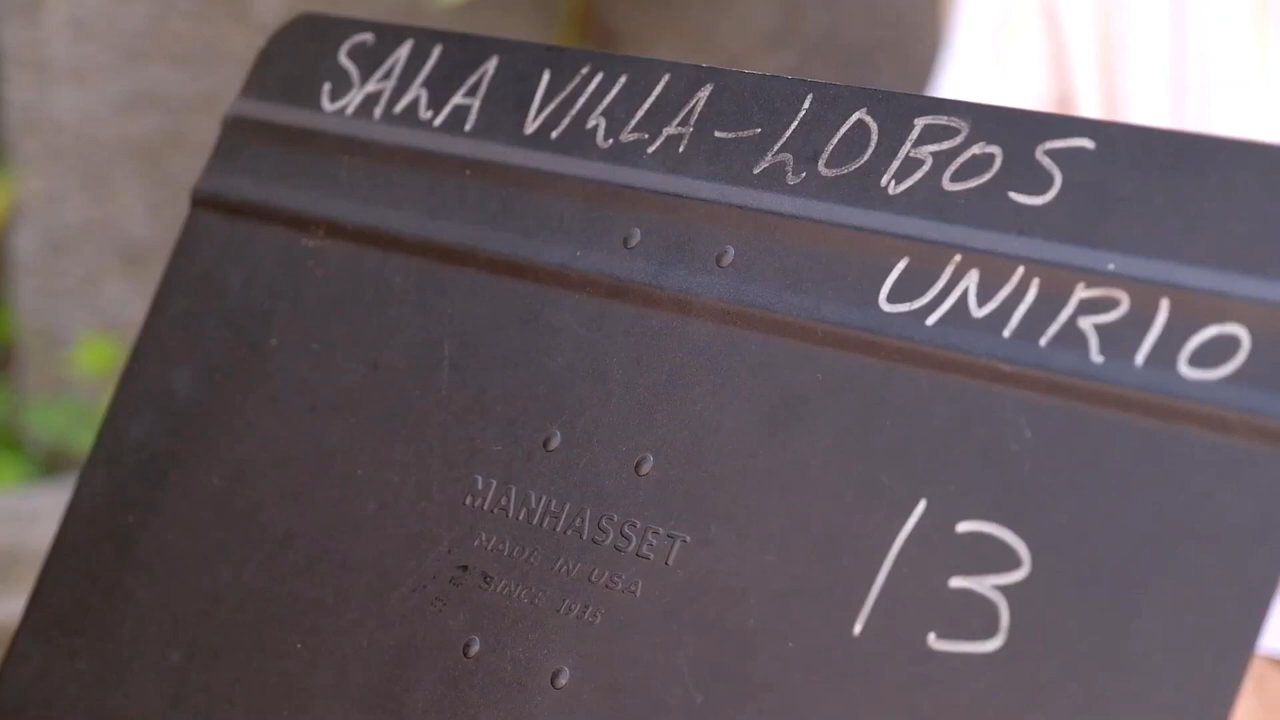 SALA VILLA-LOBOS
UNIRIO
13
MANHASSET
MADE IN USA
SINCE 1935